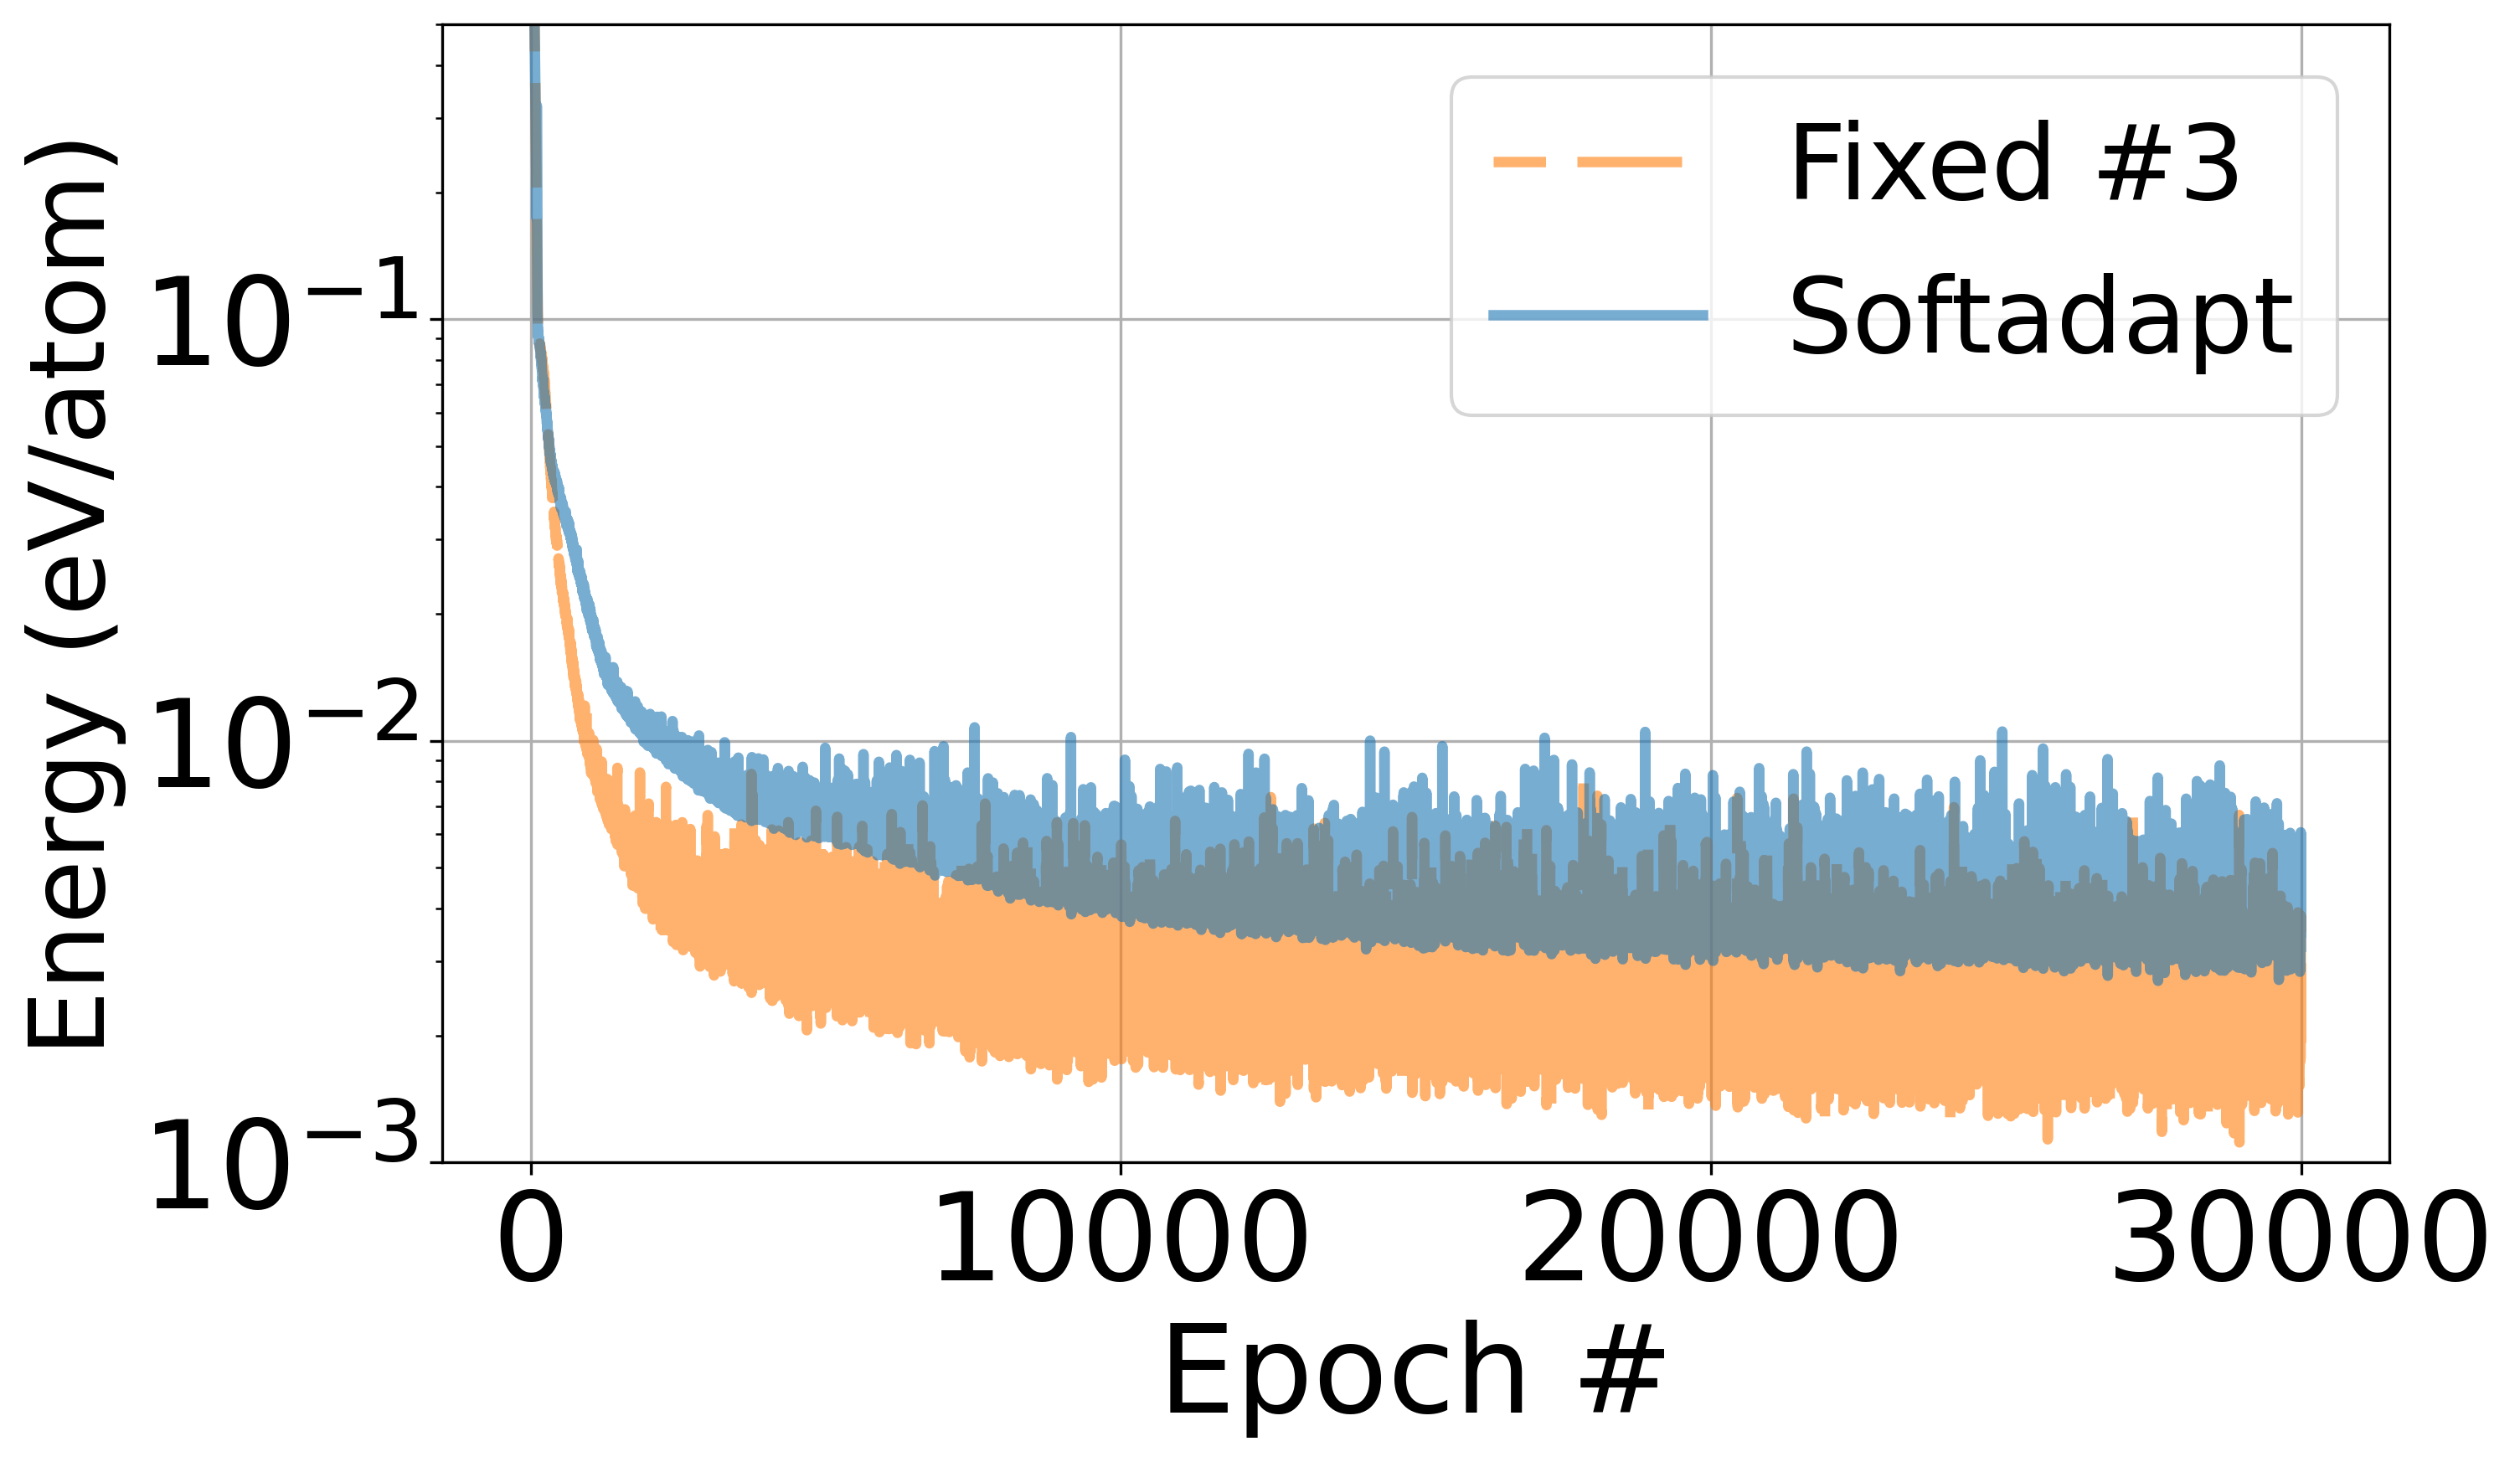 Energy (eV//atom)
10⁻¹
10⁻²
10⁻³
Fixed #3
Softadapt
0 10000 20000 30000
Epoch #